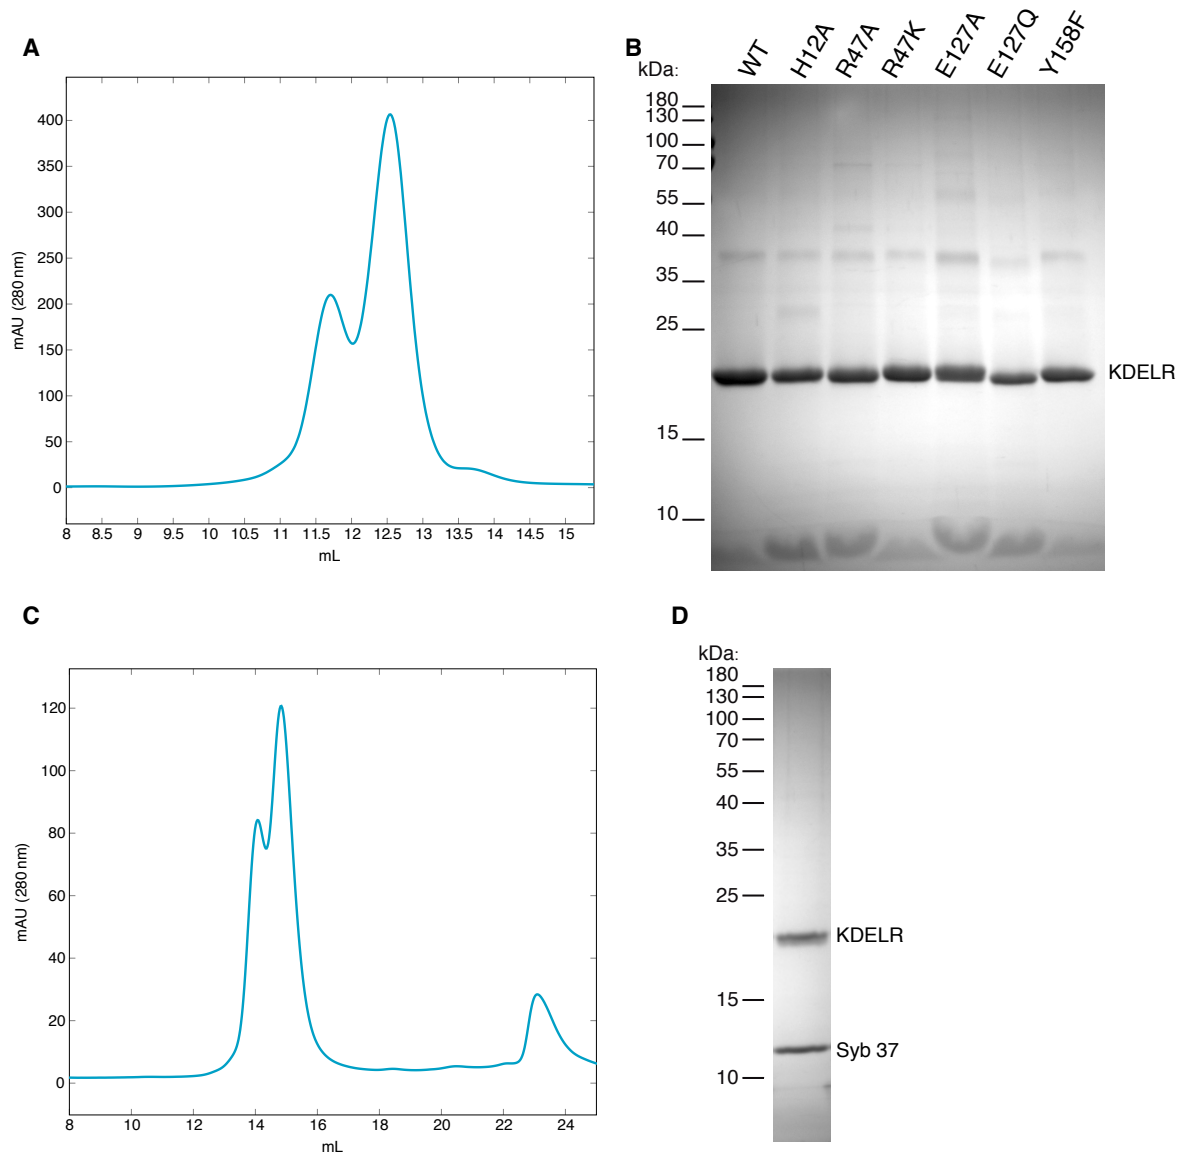 A
400
350
300
250
200
150
100
50
0
mAU (280 nm)
8 8.5 9 9.5 10 10.5 11 11.5 12 12.5 13 13.5 14 14.5 15
mL
B
kDa:
WT H12A R47A R47K E127A E127Q Y158F
180
130
100
70
55
40
35
25
15
10
KDELR
C
120
100
80
60
40
20
0
mAU (280 nm)
8 10 12 14 16 18 20 22 24
mL
D
kDa:
180
130
100
70
55
40
35
25
15
10
KDELR
Syb 37